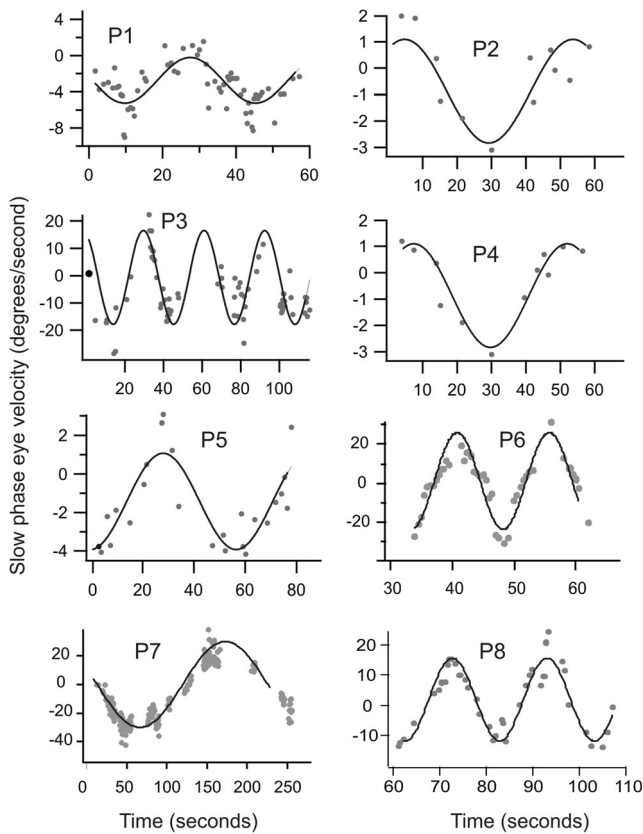 P1
4
0
-4
-8
0 20 40 60
P2
2
1
0
-1
-2
-3
10 20 30 40 50 60
P3
20
10
0
-10
-20
20 40 60 80 100
P4
2
1
0
-1
-2
-3
10 20 30 40 50 60
P5
2
0
-2
-4
0 20 40 60 80
P6
20
0
-20
30 40 50 60
P7
20
0
-20
-40
0 50 100 150 200 250
P8
20
10
0
-10
60 70 80 90 100 110
Slow phase eye velocity (degrees/second)
Time (seconds)
Time (seconds)